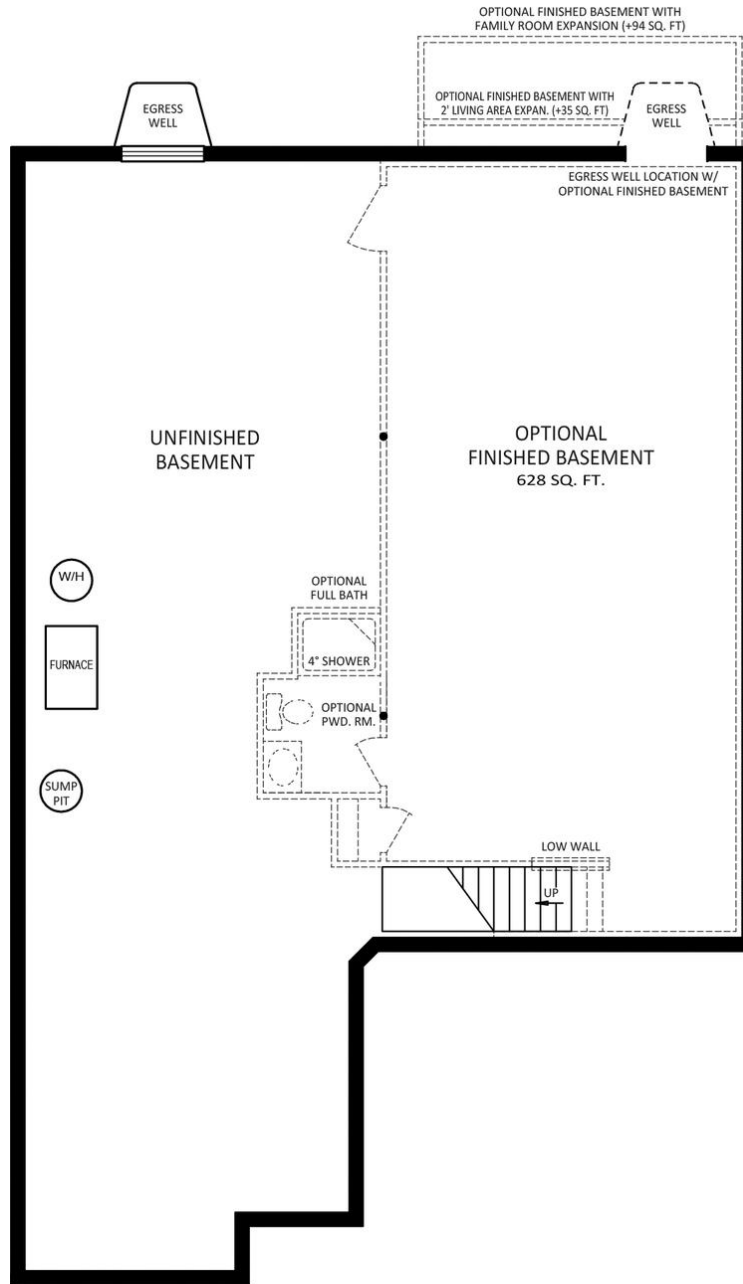 OPTIONAL FINISHED BASEMENT WITH
FAMILY ROOM EXPANSION (+94 SQ. FT)
EGRESS
WELL
OPTIONAL FINISHED BASEMENT WITH
2' LIVING AREA EXPAN. (+35 SQ. FT)
EGRESS
WELL
EGRESS WELL LOCATION W/
OPTIONAL FINISHED BASEMENT
UNFINISHED
BASEMENT
OPTIONAL
FINISHED BASEMENT
628 SQ. FT.
W/H
OPTIONAL
FULL BATH
FURNACE
4° SHOWER
OPTIONAL
PWD. RM.
SUMP
PIT
LOW WALL
UP